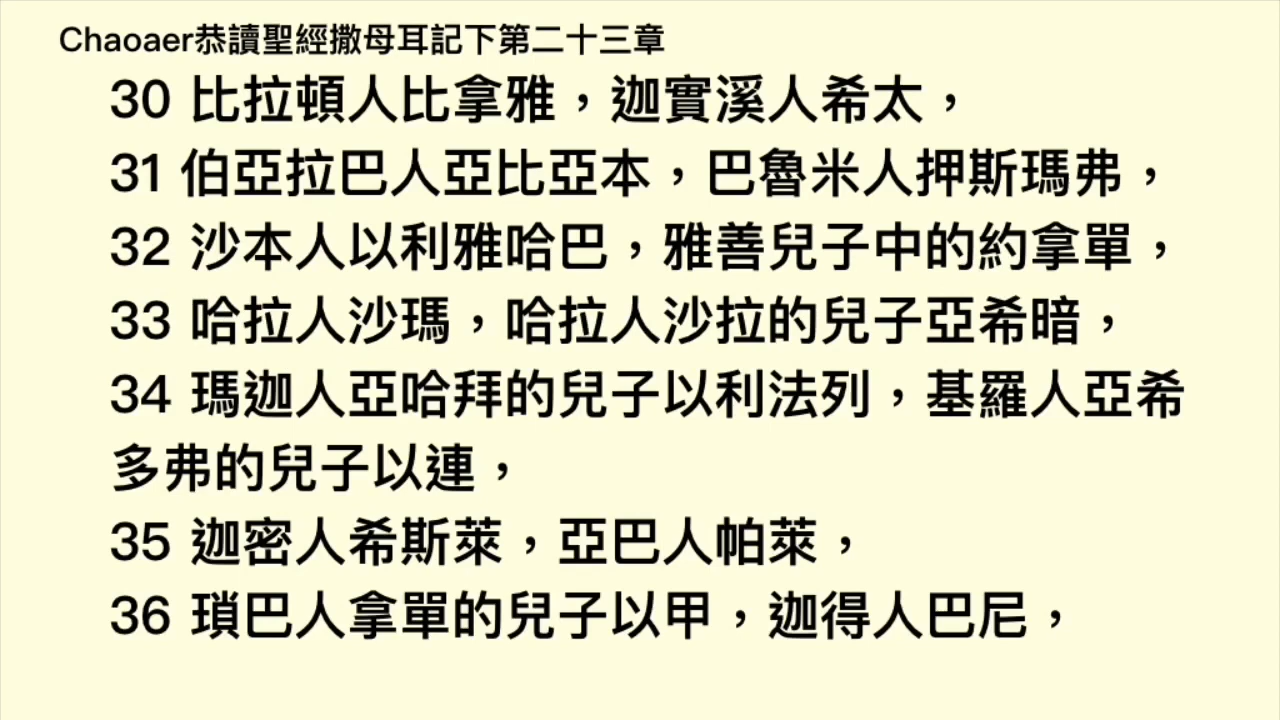 Chaoaer恭讀聖經撒母耳記下第二十三章
30 比拉頓人比拿雅，迦實溪人希太，
31 伯亞拉巴人亞比亞本，巴魯米人押斯瑪弗，
32 沙本人以利雅哈巴，雅善兒子中的約拿單，
33 哈拉人沙瑪，哈拉人沙拉的兒子亞希暗，
34 瑪迦人亞哈拜的兒子以利法列，基羅人亞希
多弗的兒子以連，
35 迦密人希斯萊，亞巴人帕萊，
36 瑣巴人拿單的兒子以甲，迦得人巴尼，